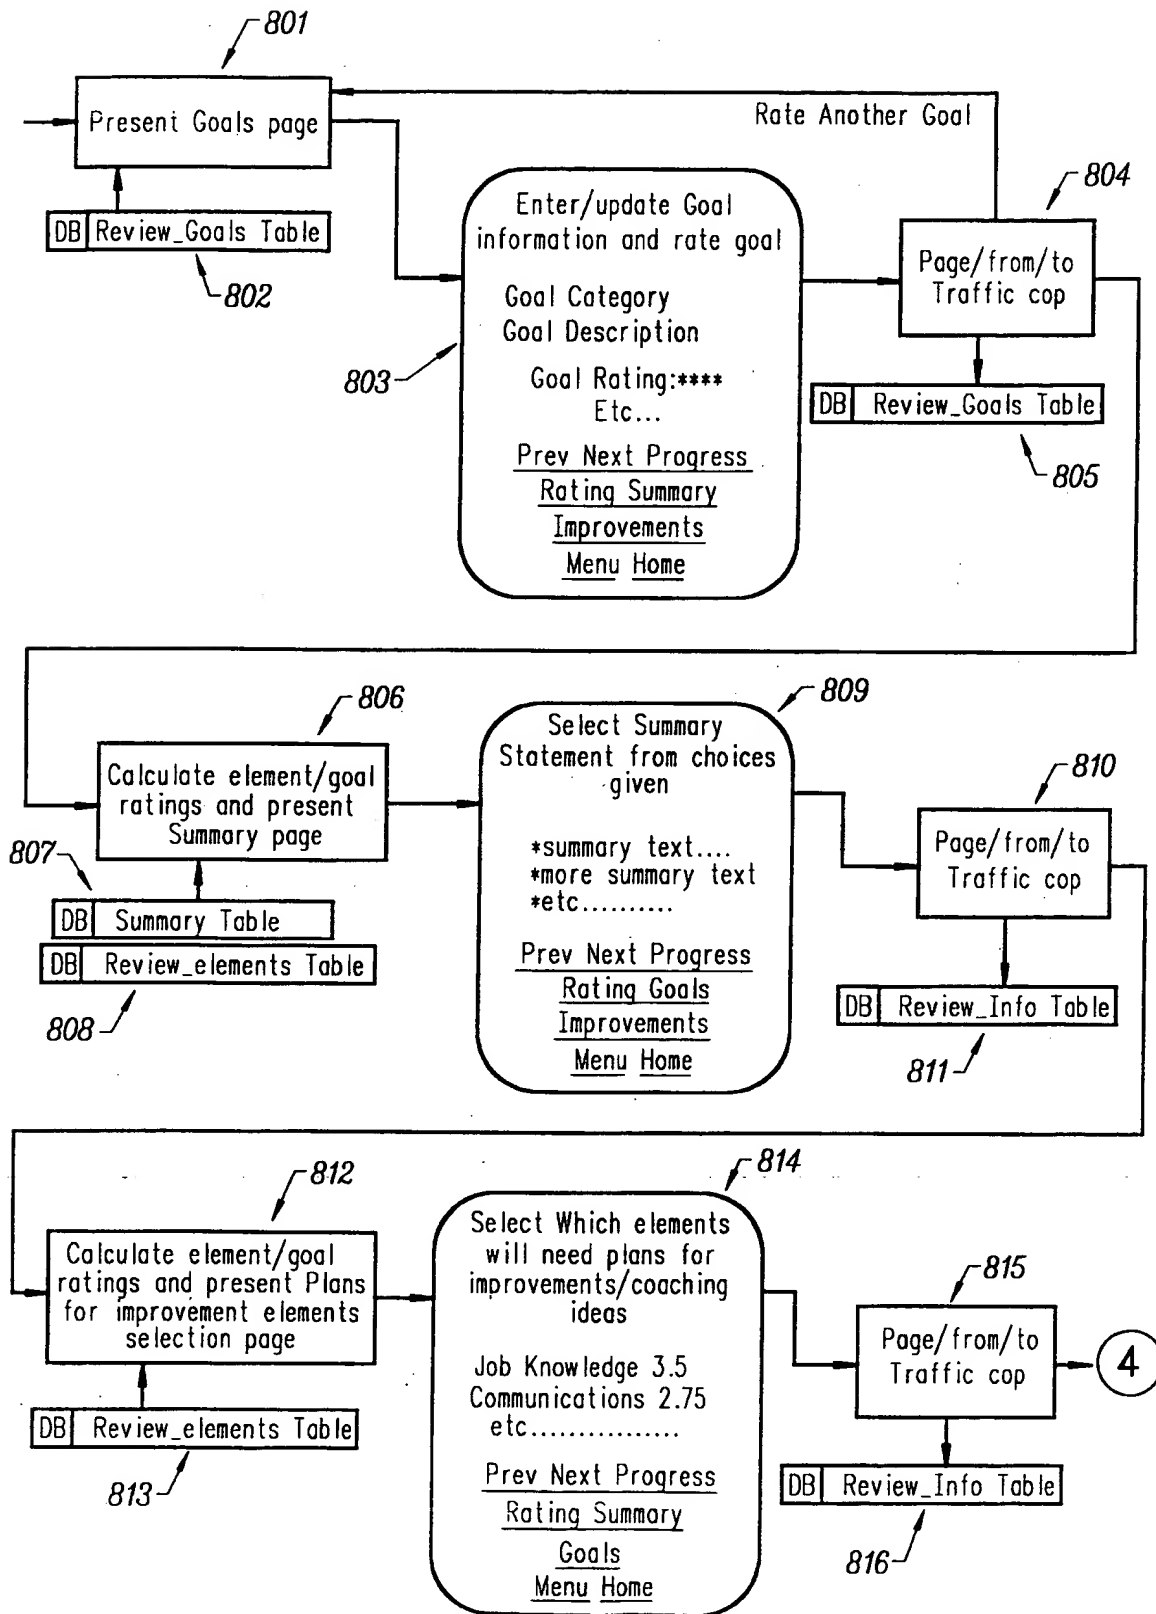 801
Present Goals page
Rate Another Goal
DB Review_Goals Table
802
Enter/update Goal
information and rate goal
Goal Category
Goal Description
Goal Rating:****
Etc...
Prev Next Progress
Rating Summary
Improvements
Menu Home
803
804
Page/from/to
Traffic cop
DB Review_Goals Table
805
806
Calculate element/goal
ratings and present
Summary page
807
DB Summary Table
DB Review_elements Table
808
809
Select Summary
Statement from choices
given
*summary text....
*more summary text
*etc..........
Prev Next Progress
Rating Goals
Improvements
Menu Home
810
Page/from/to
Traffic cop
DB Review_Info Table
811
812
Calculate element/goal
ratings and present Plans
for improvement elements
selection page
DB Review_elements Table
813
814
Select Which elements
will need plans for
improvements/coaching
ideas
Job Knowledge 3.5
Communications 2.75
etc................
Prev Next Progress
Rating Summary
Goals
Menu Home
815
Page/from/to
Traffic cop
4
DB Review_Info Table
816